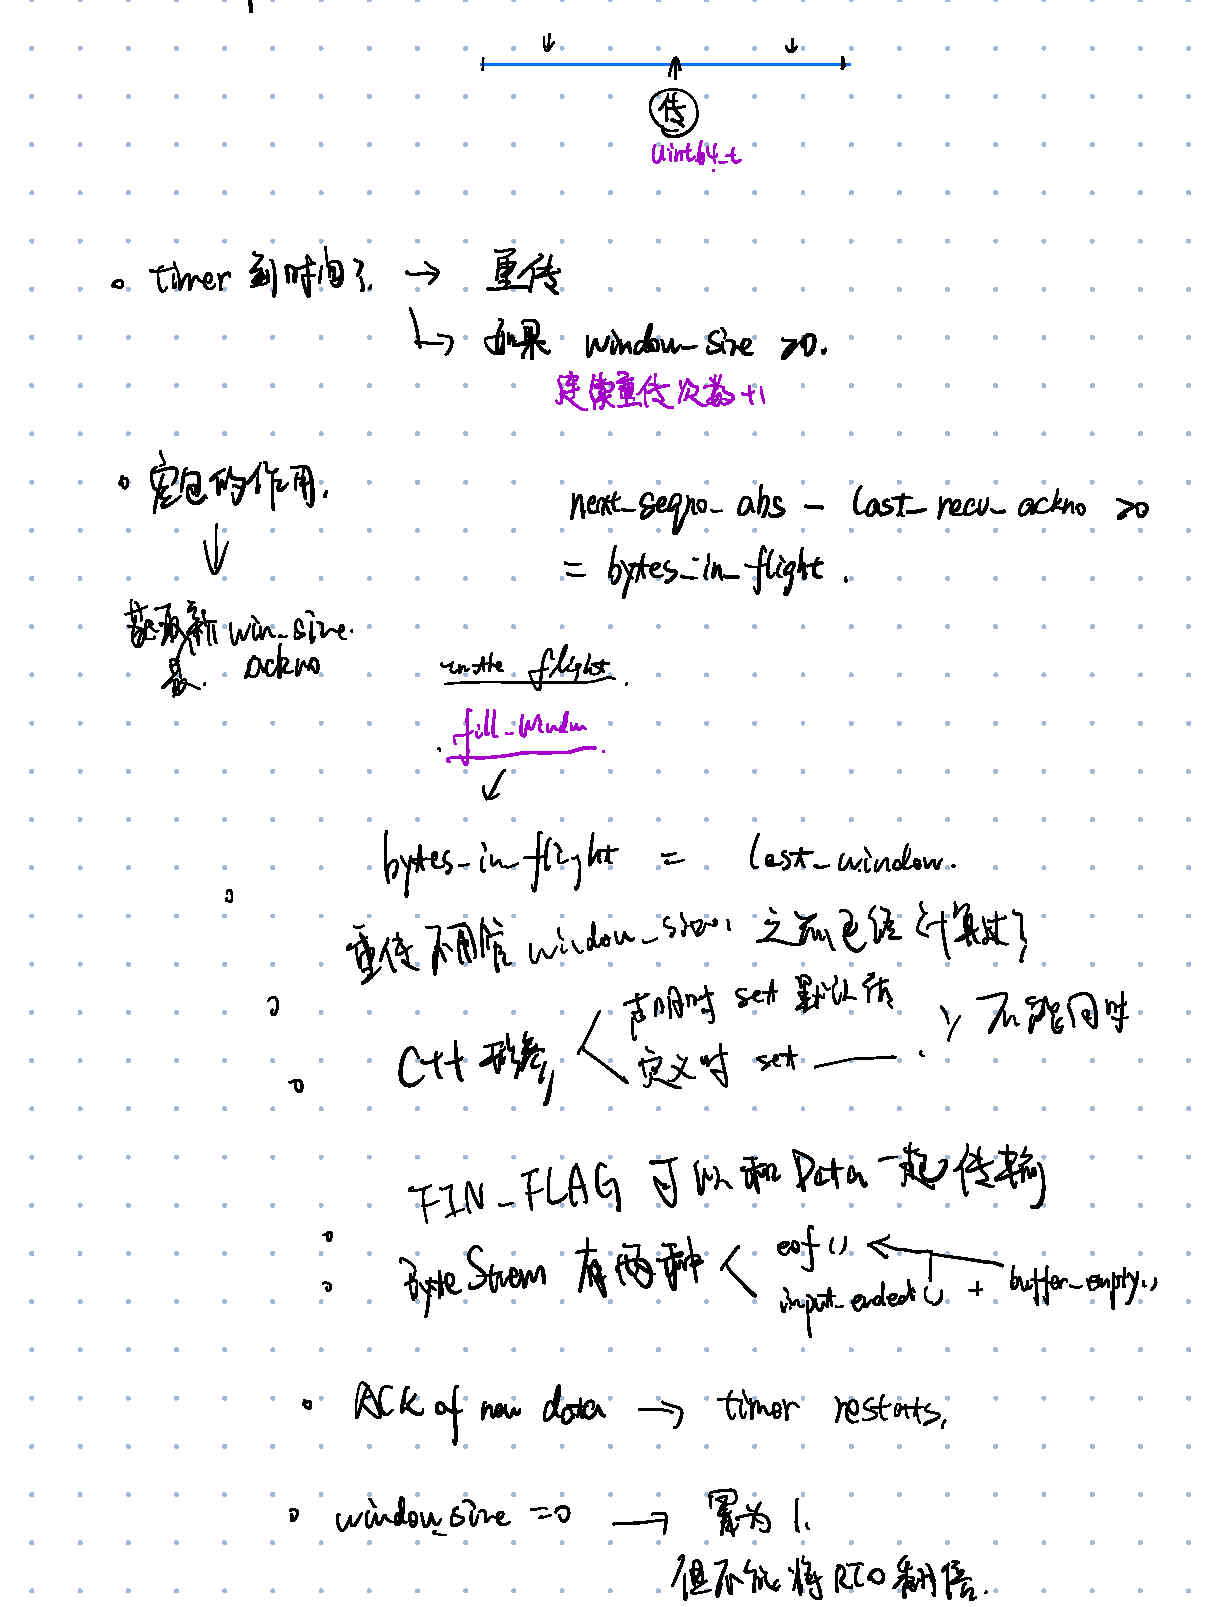 传
uint64_t
timer 到时间了. → 重传
↳ 如果 window_size >0.
连续重传次数+1
空包的作用.
next_seqno_abs - last_recv_ackno >0
= bytes_in_flight.
↓
获取新 win_size.
ackno
in the flight.
fill_window
bytes_in_flight = last_window.
重传不用管 window_size, 之前已经计算过了
声明时 set 默认值
C++ 形参 不能同时
定义时 set ——.
FIN_FLAG 可以和 Data 一起传输
eof()
ByteStream 有两种
input_ended() + buffer_empty()
ACK of new data → timer restarts.
window_size =0 → 置为 1.
但不能将 RTO 翻倍.